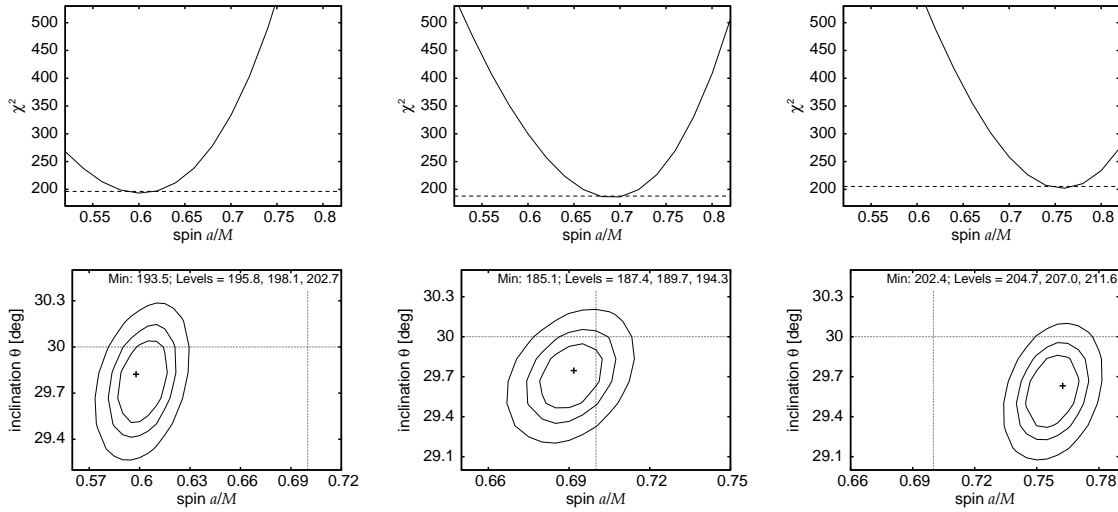 500
450
400
350
300
250
200
χ²
0.55 0.6 0.65 0.7 0.75 0.8
spin a/M
500
450
400
350
300
250
200
χ²
0.55 0.6 0.65 0.7 0.75 0.8
spin a/M
500
450
400
350
300
250
200
χ²
0.55 0.6 0.65 0.7 0.75 0.8
spin a/M
Min: 193.5; Levels = 195.8, 198.1, 202.7
30.3
30
29.7
29.4
inclination θ [deg]
0.57 0.6 0.63 0.66 0.69 0.72
spin a/M
Min: 185.1; Levels = 187.4, 189.7, 194.3
30.3
30
29.7
29.4
29.1
inclination θ [deg]
0.66 0.69 0.72 0.75
spin a/M
Min: 202.4; Levels = 204.7, 207.0, 211.6
30.3
30
29.7
29.4
29.1
inclination θ [deg]
0.66 0.69 0.72 0.75 0.78
spin a/M